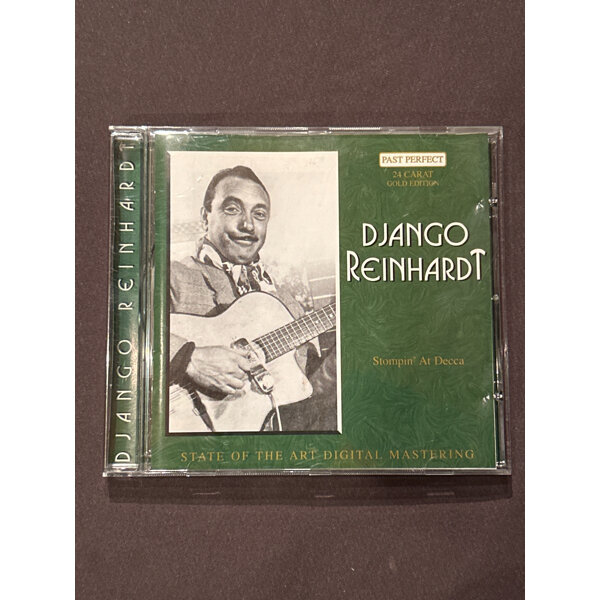 DJANGO REINHARDT
PAST PERFECT
24 CARAT
GOLD EDITION
DJANGO
REINHARDT
Stompin' At Decca
STATE OF THE ART DIGITAL MASTERING